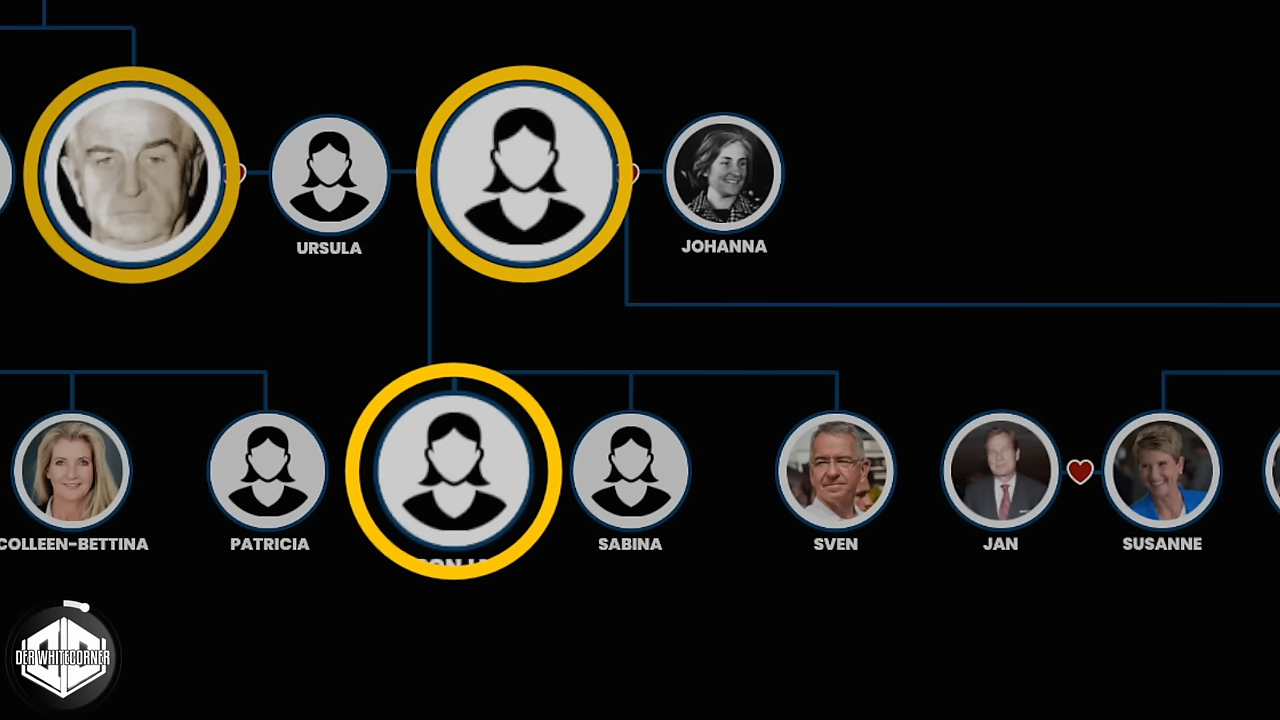 URSULA
JOHANNA
COLLEEN-BETTINA
PATRICIA
SABINA
SVEN
JAN
SUSANNE
DER WHITECORNER